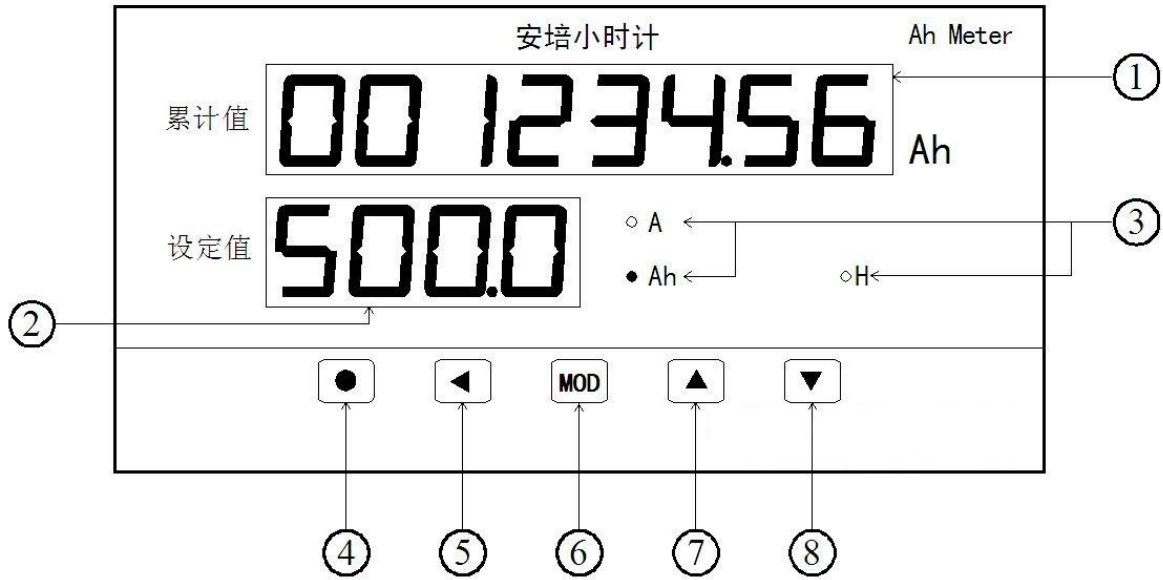 安培小时计 Ah Meter
①
累计值 001234.56 Ah
设定值 500.0 A ③
Ah H
②
MOD
④ ⑤ ⑥ ⑦ ⑧